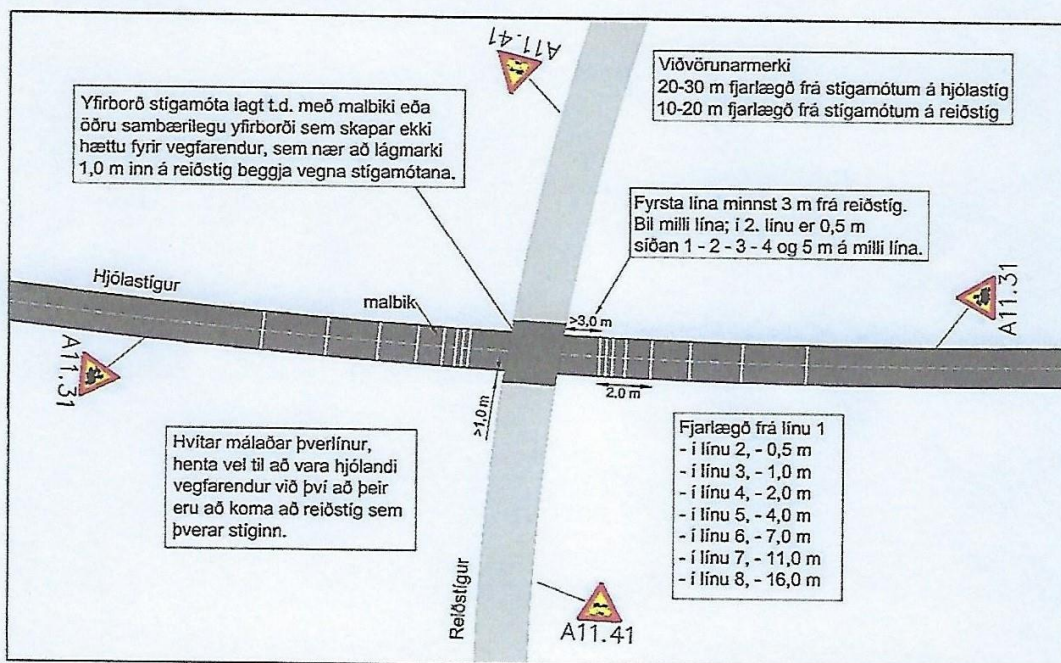 A11.41
Viðvörunarmerki
20-30 m fjarlægð frá stígamótum á hjólastíg
10-20 m fjarlægð frá stígamótum á reiðstíg
Yfirborð stígamóta lagt t.d. með malbiki eða
öðru sambærilegu yfirborði sem skapar ekki
hættu fyrir vegfarendur, sem nær að lágmarki
1,0 m inn á reiðstíg beggja vegna stígamótana.
Fyrsta lína minnst 3 m frá reiðstíg.
Bil milli lína; í 2. línu er 0,5 m
síðan 1 - 2 - 3 - 4 og 5 m á milli lína.
Hjólastígur
malbik
>3,0 m
A11.31
A11.31
>1,0 m
2,0 m
Hvítar málaðar þverlínur,
henta vel til að vara hjólandi
vegfarendur við því að þeir
eru að koma að reiðstíg sem
þverar stíginn.
Fjarlægð frá línu 1
- í línu 2, - 0,5 m
- í línu 3, - 1,0 m
- í línu 4, - 2,0 m
- í línu 5, - 4,0 m
- í línu 6, - 7,0 m
- í línu 7, - 11,0 m
- í línu 8, - 16,0 m
Reiðstígur
A11.41